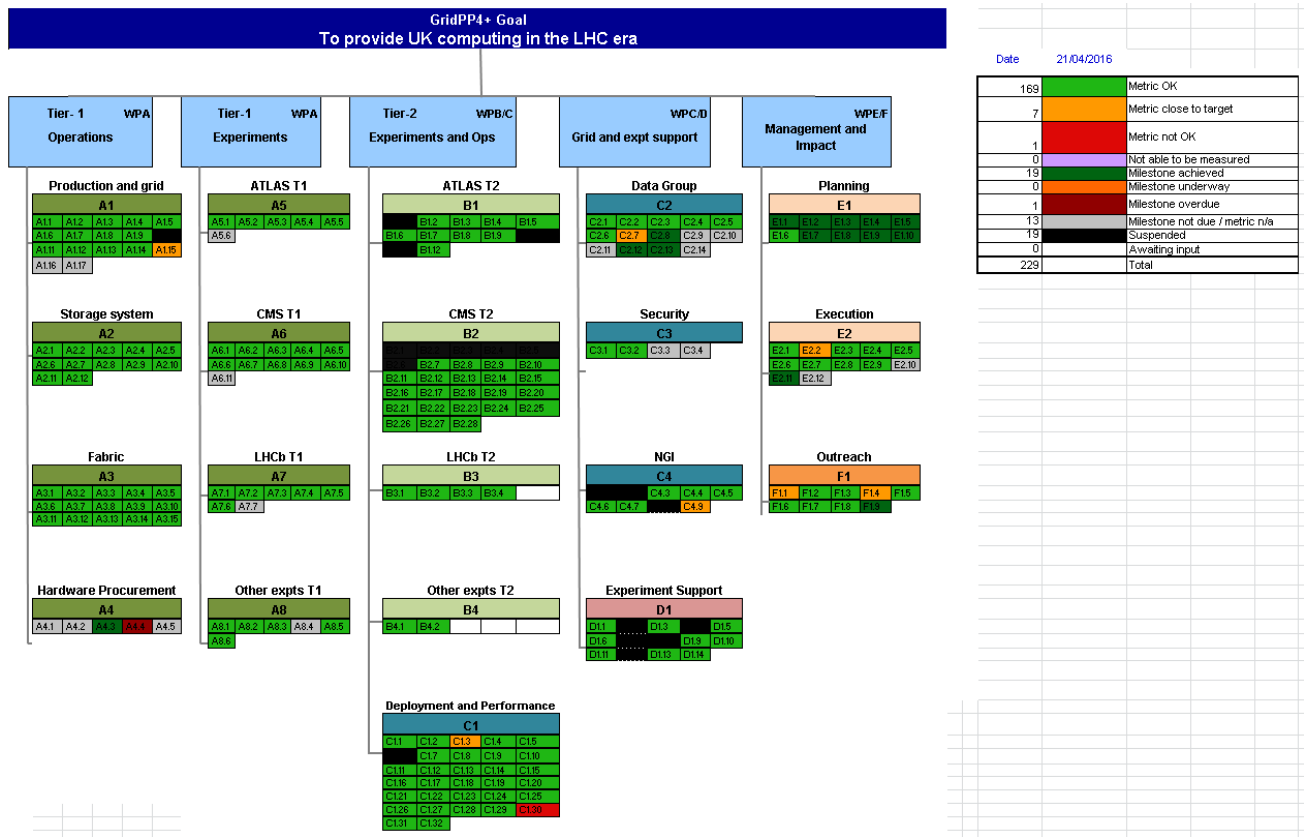 GridPP4+ Goal
To provide UK computing in the LHC era
Date 21/04/2016
169 Metric OK
7 Metric close to target
1 Metric not OK
0 Not able to be measured
19 Milestone achieved
0 Milestone underway
1 Milestone overdue
13 Milestone not due / metric n/a
19 Suspended
0 Awaiting input
229 Total
Tier- 1 WPA
Operations
Tier-1 WPA
Experiments
Tier-2 WPB/C
Experiments and Ops
WPC/D
Grid and expt support
WPE/F
Management and
Impact
Production and grid
A1
A1.1 A1.2 A1.3 A1.4 A1.5
A1.6 A1.7 A1.8 A1.9
A1.11 A1.12 A1.13 A1.14 A1.15
A1.16 A1.17
ATLAS T1
A5
A5.1 A5.2 A5.3 A5.4 A5.5
A5.6
ATLAS T2
B1
B1.2 B1.3 B1.4 B1.5
B1.6 B1.7 B1.8 B1.9
B1.12
Data Group
C2
C2.1 C2.2 C2.3 C2.4 C2.5
C2.6 C2.7 C2.8 C2.9 C2.10
C2.11 C2.12 C2.13 C2.14
Planning
E1
E1.1 E1.2 E1.3 E1.4 E1.5
E1.6 E1.7 E1.8 E1.9 E1.10
Storage system
A2
A2.1 A2.2 A2.3 A2.4 A2.5
A2.6 A2.7 A2.8 A2.9 A2.10
A2.11 A2.12
CMS T1
A6
A6.1 A6.2 A6.3 A6.4 A6.5
A6.6 A6.7 A6.8 A6.9 A6.10
A6.11
CMS T2
B2
B2.7 B2.8 B2.9 B2.10
B2.11 B2.12 B2.13 B2.14 B2.15
B2.16 B2.17 B2.18 B2.19 B2.20
B2.21 B2.22 B2.23 B2.24 B2.25
B2.26 B2.27 B2.28
Security
C3
C3.1 C3.2 C3.3 C3.4
Execution
E2
E2.1 E2.2 E2.3 E2.4 E2.5
E2.6 E2.7 E2.8 E2.9 E2.10
E2.11 E2.12
Fabric
A3
A3.1 A3.2 A3.3 A3.4 A3.5
A3.6 A3.7 A3.8 A3.9 A3.10
A3.11 A3.12 A3.13 A3.14 A3.15
LHCb T1
A7
A7.1 A7.2 A7.3 A7.4 A7.5
A7.6 A7.7
LHCb T2
B3
B3.1 B3.2 B3.3 B3.4
NGI
C4
C4.3 C4.4 C4.5
C4.6 C4.7 C4.9
Outreach
F1
F1.1 F1.2 F1.3 F1.4 F1.5
F1.6 F1.7 F1.8 F1.9
Hardware Procurement
A4
A4.1 A4.2 A4.3 A4.4 A4.5
Other expts T1
A8
A8.1 A8.2 A8.3 A8.4 A8.5
A8.6
Other expts T2
B4
B4.1 B4.2
Experiment Support
D1
D1.1 D1.3 D1.5
D1.6 D1.9 D1.10
D1.11 D1.13 D1.14
Deployment and Performance
C1
C1.1 C1.2 C1.3 C1.4 C1.5
C1.7 C1.8 C1.9 C1.10
C1.11 C1.12 C1.13 C1.14 C1.15
C1.16 C1.17 C1.18 C1.19 C1.20
C1.21 C1.22 C1.23 C1.24 C1.25
C1.26 C1.27 C1.28 C1.29 C1.30
C1.31 C1.32